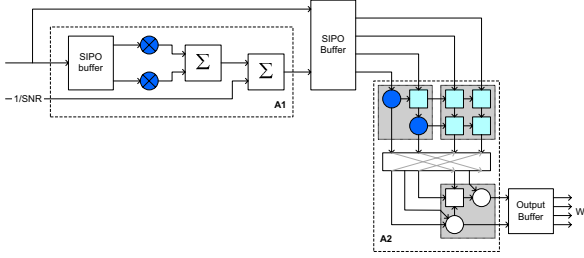 SIPO
buffer
Σ
Σ
1/SNR
A1
SIPO
Buffer
A2
Output
Buffer
W